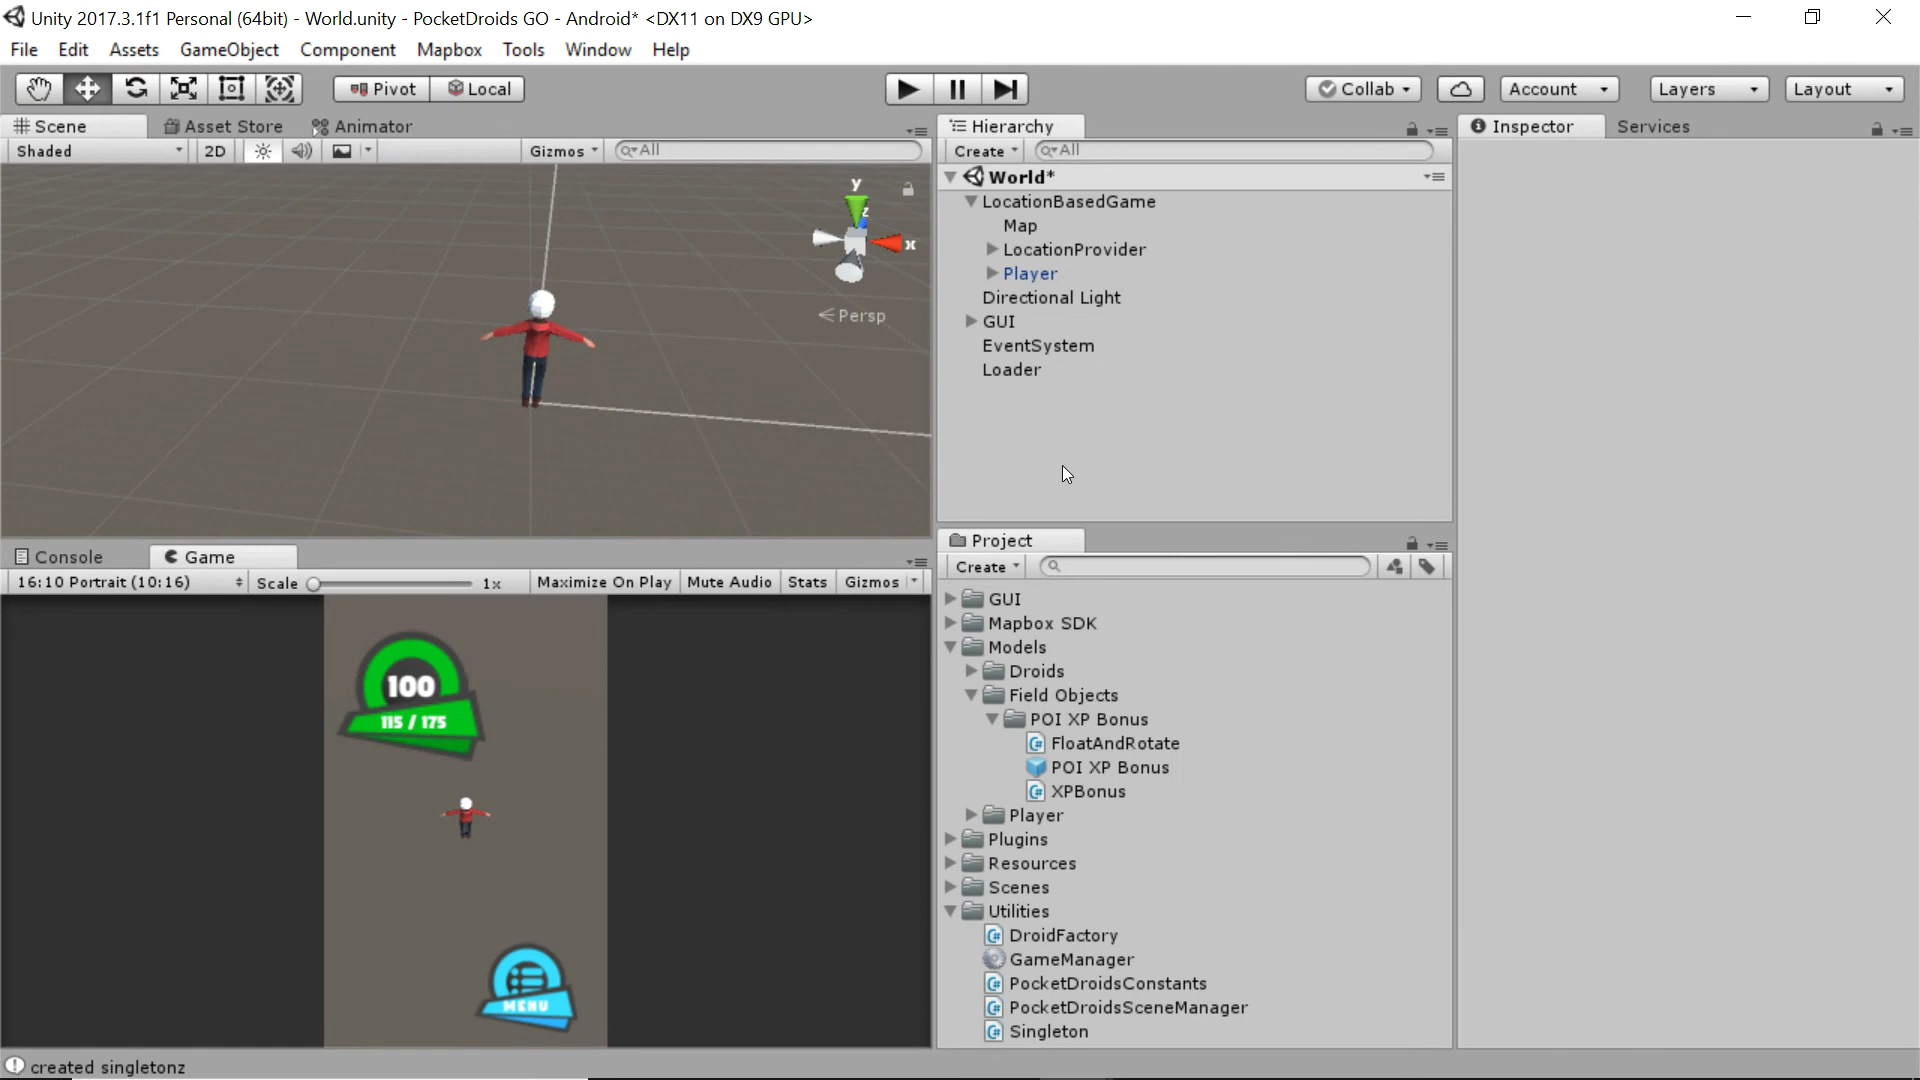 Unity 2017.3.1f1 Personal (64bit) - World.unity - PocketDroids GO - Android* <DX11 on DX9 GPU>
File Edit Assets GameObject Component Mapbox Tools Window Help
Pivot Local Collab Account Layers Layout
Scene Asset Store Animator
Shaded 2D Gizmos All
y
z
x
Persp
Hierarchy
Create All
World*
LocationBasedGame
Map
LocationProvider
Player
Directional Light
GUI
EventSystem
Loader
Inspector Services
Console Game
16:10 Portrait (10:16) Scale 1x Maximize On Play Mute Audio Stats Gizmos
100
115 / 175
MENU
Project
Create
GUI
Mapbox SDK
Models
Droids
Field Objects
POI XP Bonus
FloatAndRotate
POI XP Bonus
XPBonus
Player
Plugins
Resources
Scenes
Utilities
DroidFactory
GameManager
PocketDroidsConstants
PocketDroidsSceneManager
Singleton
created singletonz